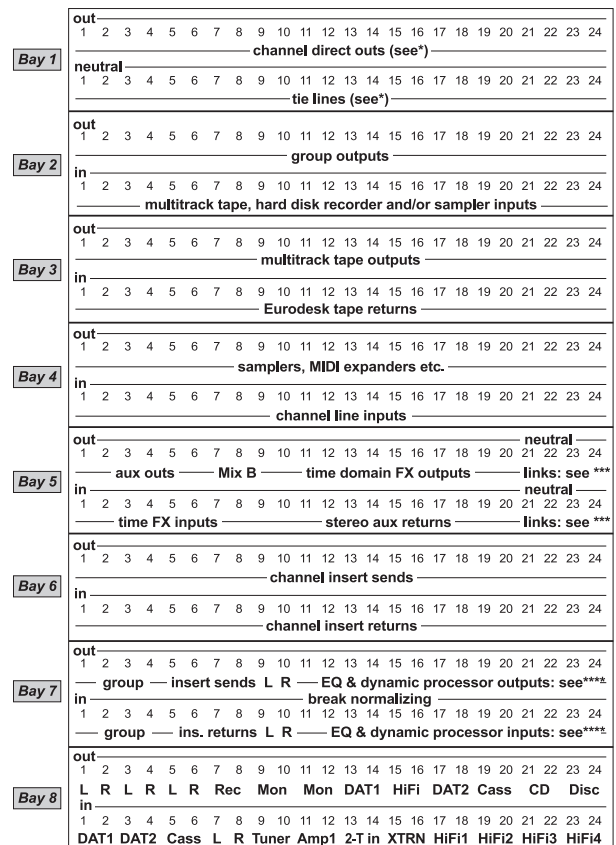 out
1 2 3 4 5 6 7 8 9 10 11 12 13 14 15 16 17 18 19 20 21 22 23 24
channel direct outs (see*)
Bay 1
neutral
1 2 3 4 5 6 7 8 9 10 11 12 13 14 15 16 17 18 19 20 21 22 23 24
tie lines (see*)
out
1 2 3 4 5 6 7 8 9 10 11 12 13 14 15 16 17 18 19 20 21 22 23 24
group outputs
Bay 2
in
1 2 3 4 5 6 7 8 9 10 11 12 13 14 15 16 17 18 19 20 21 22 23 24
multitrack tape, hard disk recorder and/or sampler inputs
out
1 2 3 4 5 6 7 8 9 10 11 12 13 14 15 16 17 18 19 20 21 22 23 24
multitrack tape outputs
Bay 3
in
1 2 3 4 5 6 7 8 9 10 11 12 13 14 15 16 17 18 19 20 21 22 23 24
Eurodesk tape returns
out
1 2 3 4 5 6 7 8 9 10 11 12 13 14 15 16 17 18 19 20 21 22 23 24
samplers, MIDI expanders etc.
Bay 4
in
1 2 3 4 5 6 7 8 9 10 11 12 13 14 15 16 17 18 19 20 21 22 23 24
channel line inputs
out neutral
1 2 3 4 5 6 7 8 9 10 11 12 13 14 15 16 17 18 19 20 21 22 23 24
aux outs Mix B time domain FX outputs links: see ***
Bay 5
in neutral
1 2 3 4 5 6 7 8 9 10 11 12 13 14 15 16 17 18 19 20 21 22 23 24
time FX inputs stereo aux returns links: see ***
out
1 2 3 4 5 6 7 8 9 10 11 12 13 14 15 16 17 18 19 20 21 22 23 24
channel insert sends
Bay 6
in
1 2 3 4 5 6 7 8 9 10 11 12 13 14 15 16 17 18 19 20 21 22 23 24
channel insert returns
out
1 2 3 4 5 6 7 8 9 10 11 12 13 14 15 16 17 18 19 20 21 22 23 24
group insert sends L R EQ & dynamic processor outputs: see****
Bay 7
in break normalizing
1 2 3 4 5 6 7 8 9 10 11 12 13 14 15 16 17 18 19 20 21 22 23 24
group ins. returns L R EQ & dynamic processor inputs: see****
out
1 2 3 4 5 6 7 8 9 10 11 12 13 14 15 16 17 18 19 20 21 22 23 24
L R L R L R Rec Mon Mon DAT1 HiFi DAT2 Cass CD Disc
Bay 8
in
1 2 3 4 5 6 7 8 9 10 11 12 13 14 15 16 17 18 19 20 21 22 23 24
DAT1 DAT2 Cass L R Tuner Amp1 2-T in XTRN HiFi1 HiFi2 HiFi3 HiFi4